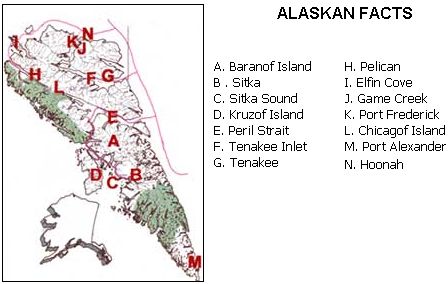 ALASKAN FACTS
N
K
J
I
H
L
F G
E
A
D
B
C
M
A. Baranof Island
B . Sitka
C. Sitka Sound
D. Kruzof Island
E. Peril Strait
F. Tenakee Inlet
G. Tenakee
H. Pelican
I. Elfin Cove
J. Game Creek
K. Port Frederick
L. Chicagof Island
M. Port Alexander
N. Hoonah